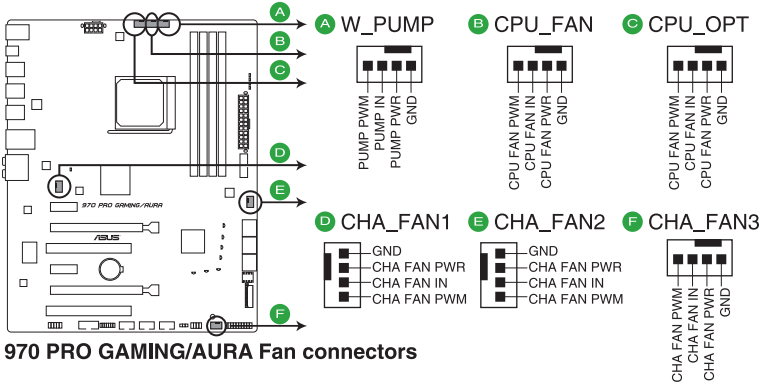 A
B
C
D
E
F
970 PRO GAMING/AURA
ASUS
A W_PUMP
PUMP PWM
PUMP IN
PUMP PWR
GND
B CPU_FAN
CPU FAN PWM
CPU FAN IN
CPU FAN PWR
GND
C CPU_OPT
CPU FAN PWM
CPU FAN IN
CPU FAN PWR
GND
D CHA_FAN1
GND
CHA FAN PWR
CHA FAN IN
CHA FAN PWM
E CHA_FAN2
GND
CHA FAN PWR
CHA FAN IN
CHA FAN PWM
F CHA_FAN3
CHA FAN PWM
CHA FAN IN
CHA FAN PWR
GND
970 PRO GAMING/AURA Fan connectors